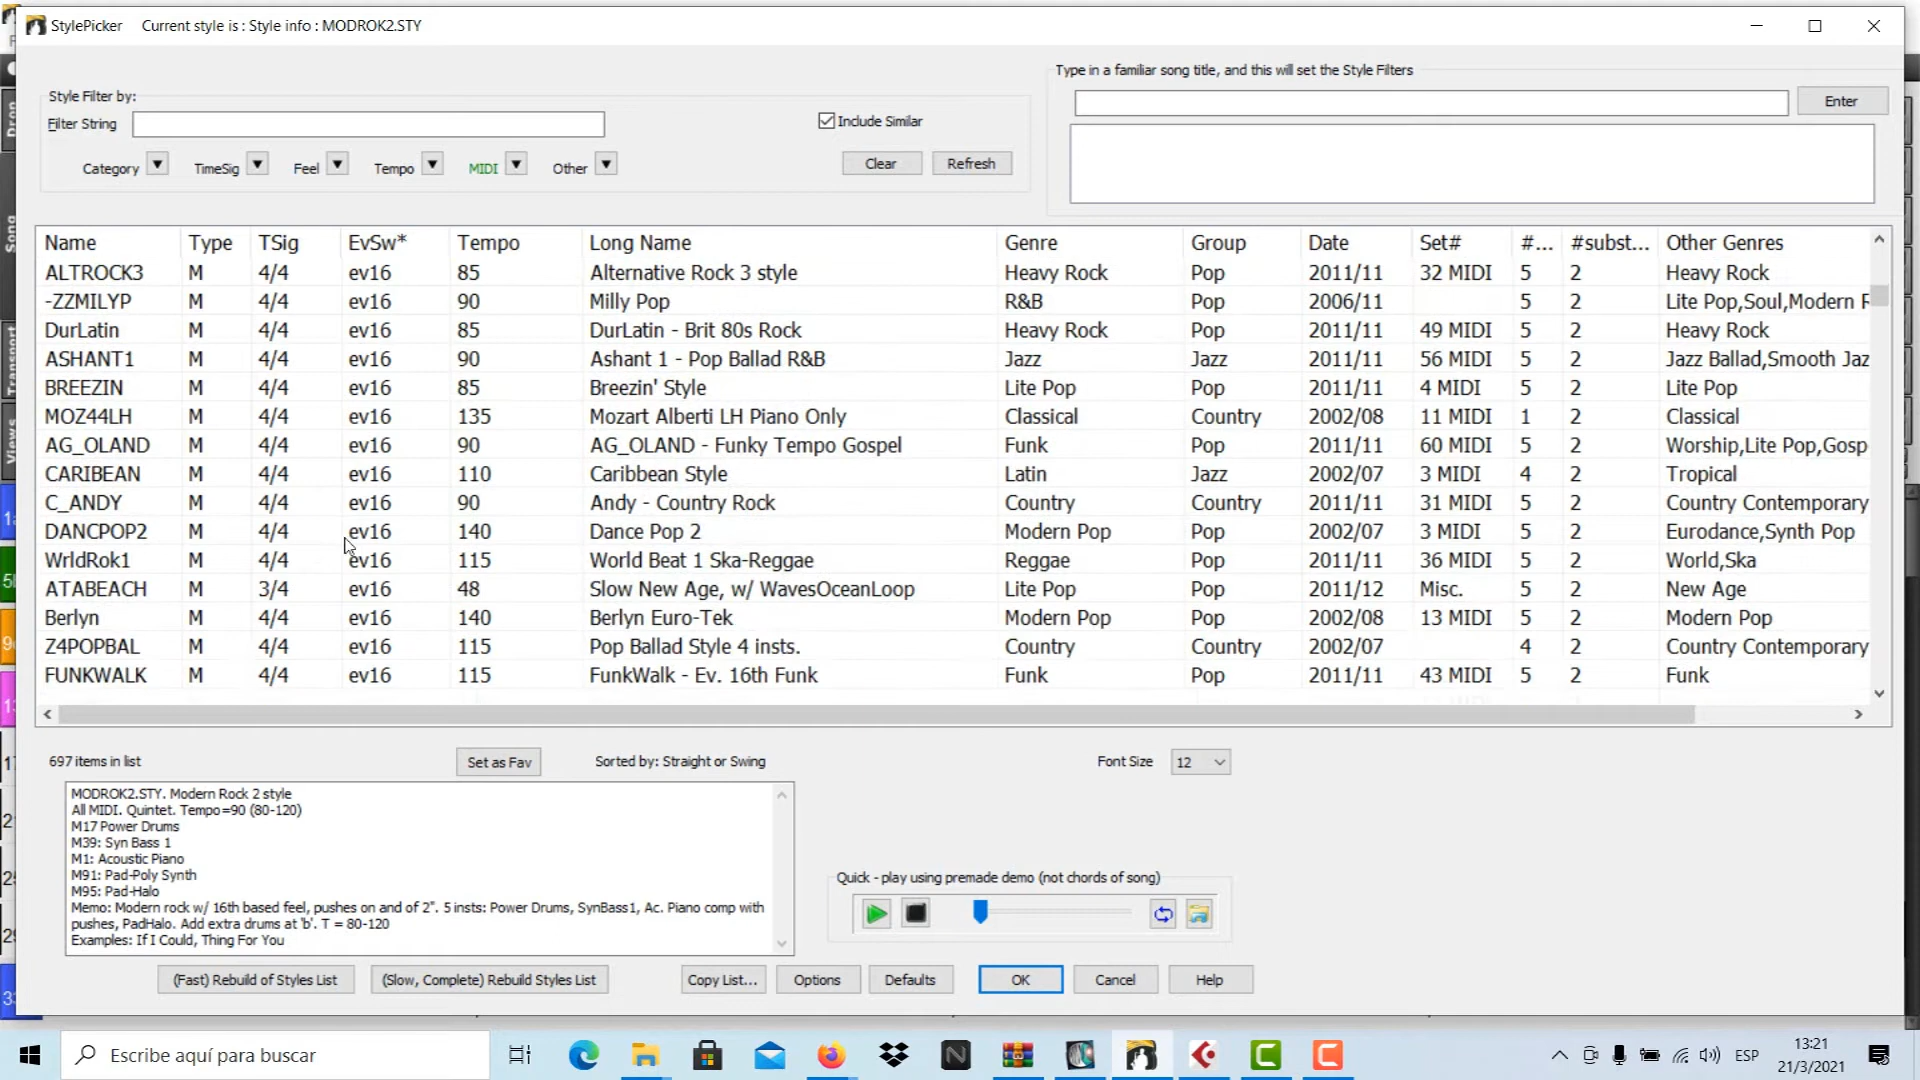 StylePicker Current style is : Style info : MODROK2.STY
Type in a familiar song title, and this will set the Style Filters
Style Filter by:
Filter String
Include Similar
Enter
Category TimeSig Feel Tempo MIDI Other Clear Refresh
Name Type TSig EvSw* Tempo Long Name Genre Group Date Set# #... #subst... Other Genres
ALTROCK3 M 4/4 ev16 85 Alternative Rock 3 style Heavy Rock Pop 2011/11 32 MIDI 5 2 Heavy Rock
-ZZMILYP M 4/4 ev16 90 Milly Pop R&B Pop 2006/11 5 2 Lite Pop,Soul,Modern R
DurLatin M 4/4 ev16 85 DurLatin - Brit 80s Rock Heavy Rock Pop 2011/11 49 MIDI 5 2 Heavy Rock
ASHANT1 M 4/4 ev16 90 Ashant 1 - Pop Ballad R&B Jazz Jazz 2011/11 56 MIDI 5 2 Jazz Ballad,Smooth Jaz
BREEZIN M 4/4 ev16 85 Breezin' Style Lite Pop Pop 2011/11 4 MIDI 5 2 Lite Pop
MOZ44LH M 4/4 ev16 135 Mozart Alberti LH Piano Only Classical Country 2002/08 11 MIDI 1 2 Classical
AG_OLAND M 4/4 ev16 90 AG_OLAND - Funky Tempo Gospel Funk Pop 2011/11 60 MIDI 5 2 Worship,Lite Pop,Gosp
CARIBEAN M 4/4 ev16 110 Caribbean Style Latin Jazz 2002/07 3 MIDI 4 2 Tropical
C_ANDY M 4/4 ev16 90 Andy - Country Rock Country Country 2011/11 31 MIDI 5 2 Country Contemporary
DANCPOP2 M 4/4 ev16 140 Dance Pop 2 Modern Pop Pop 2002/07 3 MIDI 5 2 Eurodance,Synth Pop
WrldRok1 M 4/4 ev16 115 World Beat 1 Ska-Reggae Reggae Pop 2011/11 36 MIDI 5 2 World,Ska
ATABEACH M 3/4 ev16 48 Slow New Age, w/ WavesOceanLoop Lite Pop Pop 2011/12 Misc. 5 2 New Age
Berlyn M 4/4 ev16 140 Berlyn Euro-Tek Modern Pop Pop 2002/08 13 MIDI 5 2 Modern Pop
Z4POPBAL M 4/4 ev16 115 Pop Ballad Style 4 insts. Country Country 2002/07 4 2 Country Contemporary
FUNKWALK M 4/4 ev16 115 FunkWalk - Ev. 16th Funk Funk Pop 2011/11 43 MIDI 5 2 Funk
697 items in list Set as Fav Sorted by: Straight or Swing Font Size 12
MODROK2.STY. Modern Rock 2 style
All MIDI. Quintet. Tempo=90 (80-120)
M17 Power Drums
M39: Syn Bass 1
M1: Acoustic Piano
M91: Pad-Poly Synth
M95: Pad-Halo
Memo: Modern rock w/ 16th based feel, pushes on and of 2". 5 insts: Power Drums, SynBass1, Ac. Piano comp with
pushes, PadHalo. Add extra drums at 'b'. T = 80-120
Examples: If I Could, Thing For You
Quick - play using premade demo (not chords of song)
(Fast) Rebuild of Styles List (Slow, Complete) Rebuild Styles List Copy List... Options Defaults OK Cancel Help
Song
Transport
Views
Escribe aquí para buscar
ESP
13:21
21/3/2021